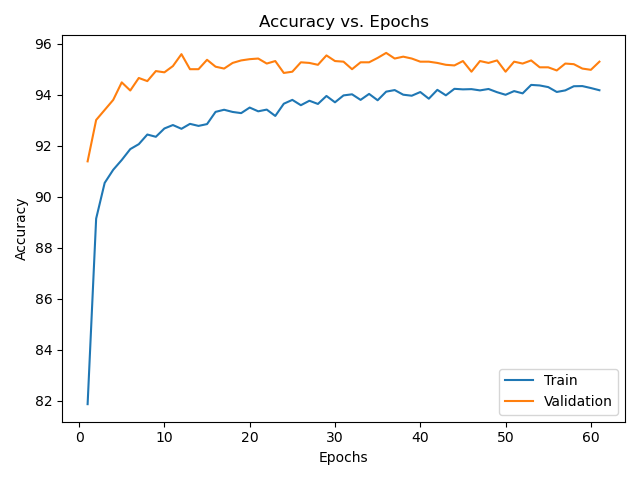 Accuracy vs. Epochs
96
94
92
90
88
86
84
82
Accuracy
0 10 20 30 40 50 60
Epochs
Train
Validation